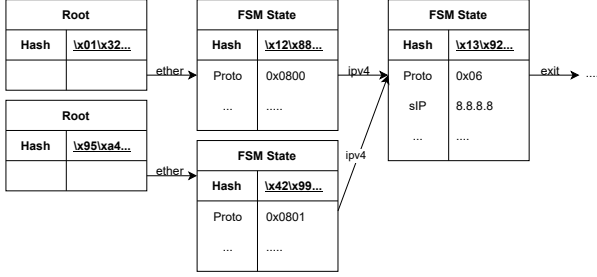 Root
Hash \x01\x32...
ether
FSM State
Hash \x12\x88...
Proto 0x0800
... .....
ipv4
FSM State
Hash \x13\x92...
Proto 0x06
sIP 8.8.8.8
... ....
exit ...
Root
Hash \x95\xa4...
ether
FSM State
Hash \x42\x99...
Proto 0x0801
... .....
ipv4